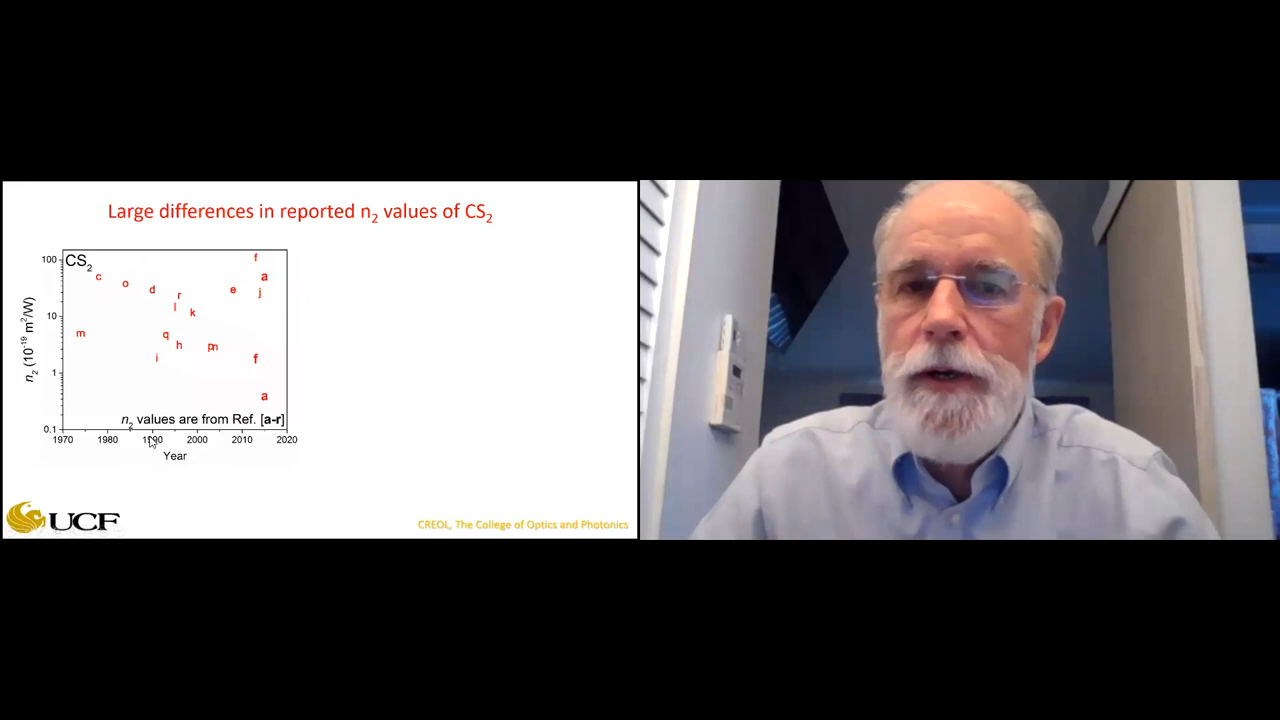 Large differences in reported n2 values of CS2
CS2
100
10
1
0.1
n2 (10-19 m2/W)
c
o
d
r
l
k
e
f
a
j
m
q
h
i
pn
f
a
n2 values are from Ref. [a-r]
1970 1980 1990 2000 2010 2020
Year
UCF
CREOL, The College of Optics and Photonics